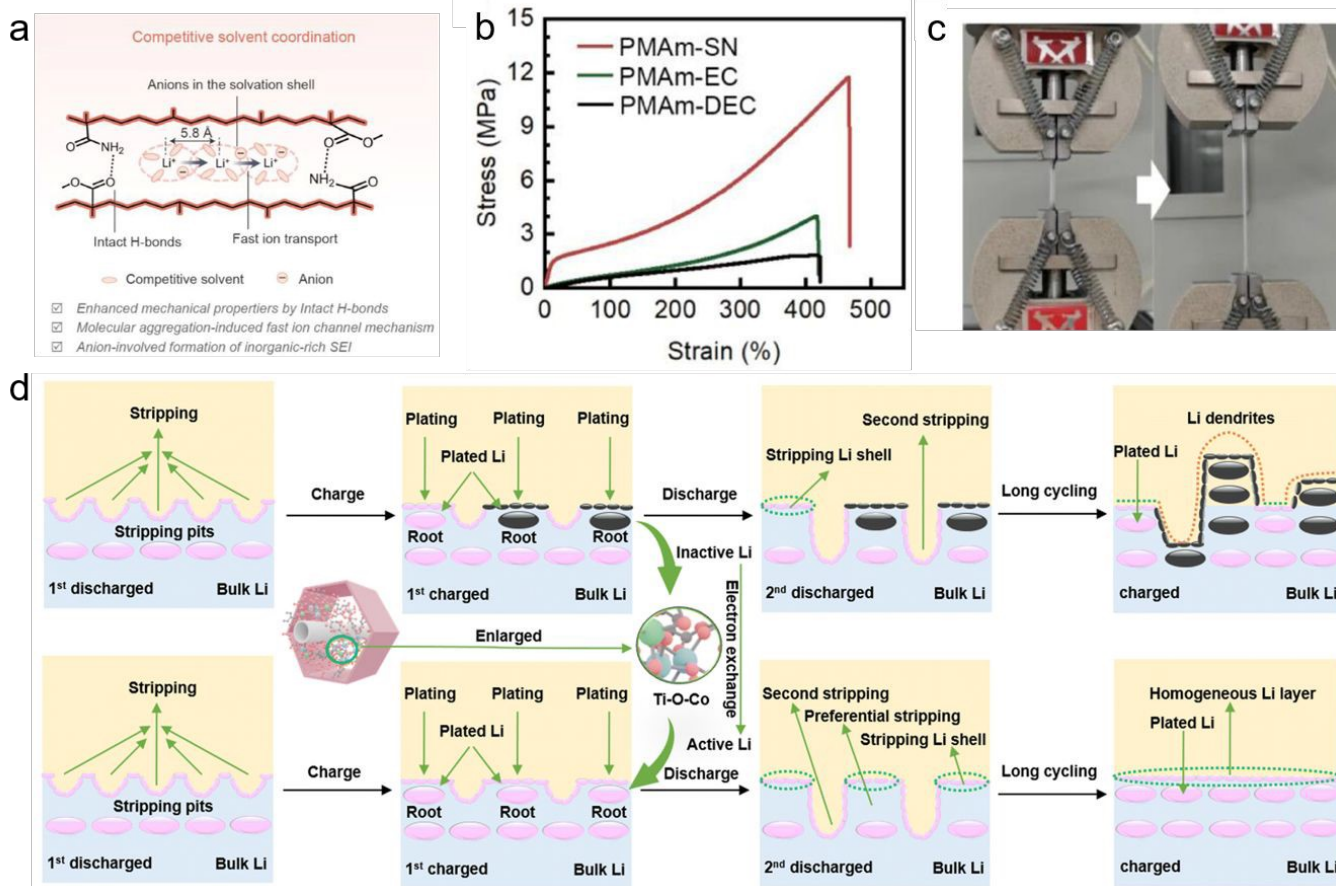 a
Competitive solvent coordination
Anions in the solvation shell
5.8 Å
Li⁺ Li⁺ Li⁺
O NH₂ O O
O O NH₂ O
Intact H-bonds Fast ion transport
Competitive solvent Anion
Enhanced mechanical propertiers by Intact H-bonds
Molecular aggregation-induced fast ion channel mechanism
Anion-involved formation of inorganic-rich SEI
b
15
12
9
6
3
0
Stress (MPa)
PMAm-SN
PMAm-EC
PMAm-DEC
0 100 200 300 400 500
Strain (%)
c
d
Stripping
Stripping pits
1st discharged Bulk Li
Charge
Plating Plating Plating
Plated Li
Root Root Root
1st charged Bulk Li
Discharge
Second stripping
Stripping Li shell
2nd discharged Bulk Li
Long cycling
Li dendrites
Plated Li
charged Bulk Li
Enlarged
Ti-O-Co
Inactive Li
Electron exchange
Active Li
Stripping
Stripping pits
1st discharged Bulk Li
Charge
Plating Plating Plating
Plated Li
Root Root Root
1st charged Bulk Li
Discharge
Second stripping
Preferential stripping
Stripping Li shell
2nd discharged Bulk Li
Long cycling
Homogeneous Li layer
Plated Li
charged Bulk Li